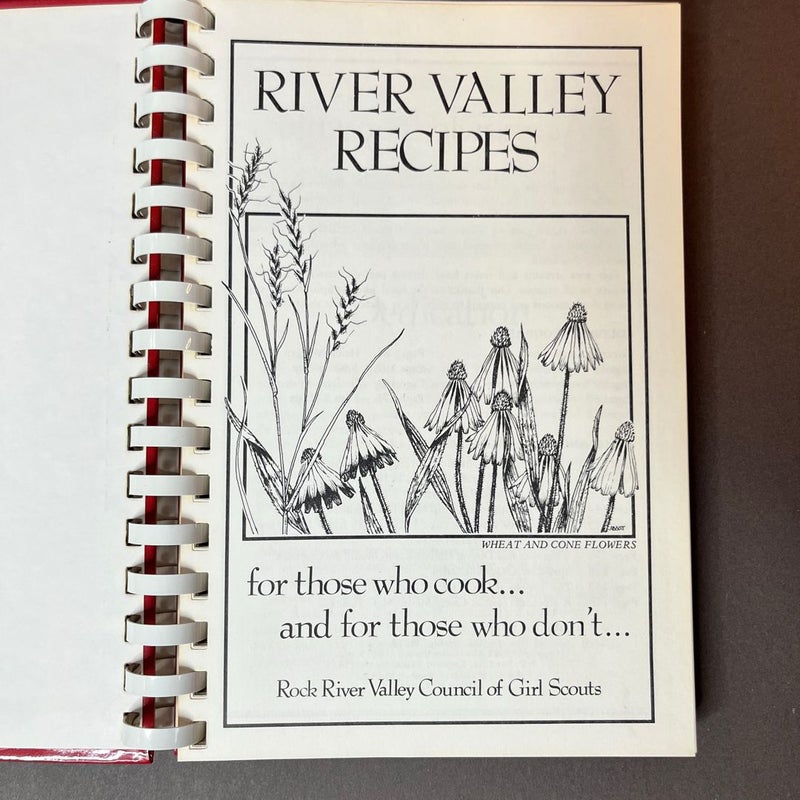 RIVER VALLEY
RECIPES
WHEAT AND CONE FLOWERS
for those who cook...
and for those who don't...
Rock River Valley Council of Girl Scouts